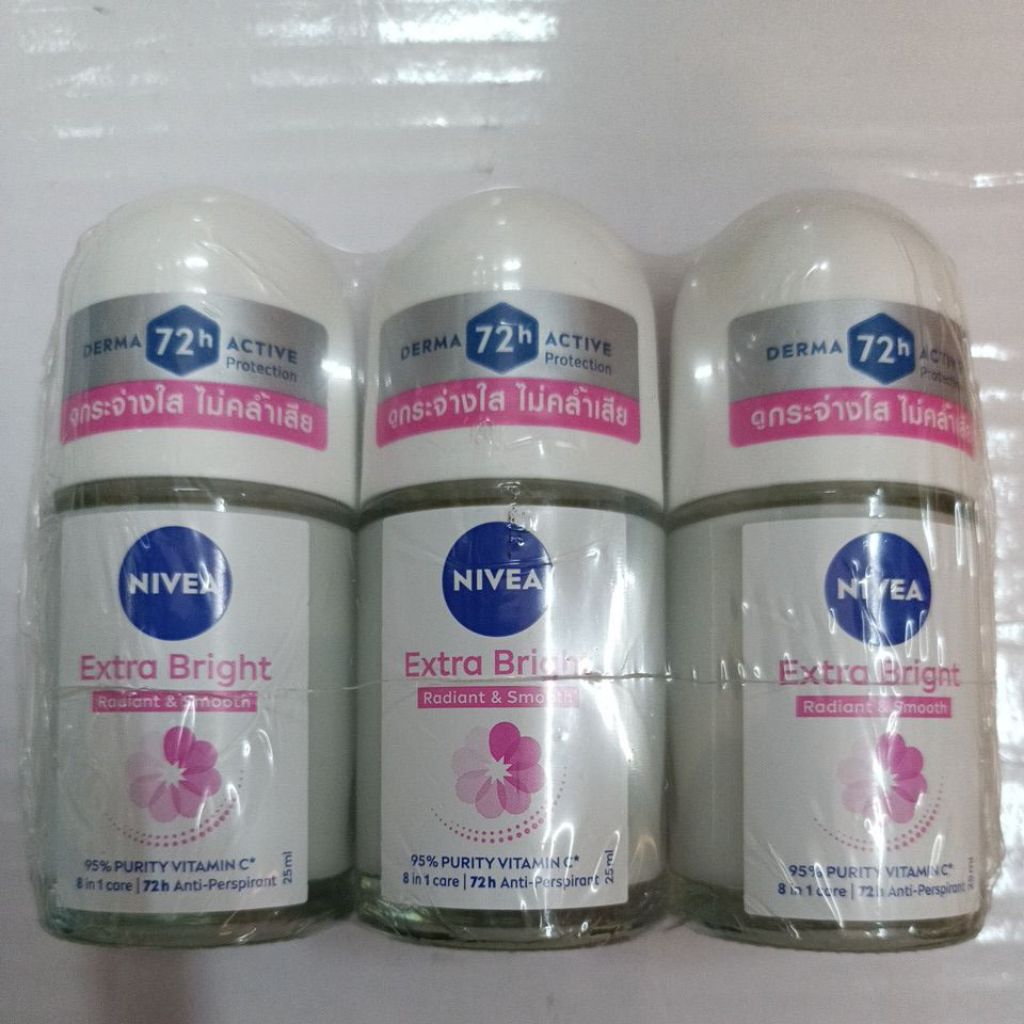 DERMA 72h ACTIVE
Protection
ดูกระจ่างใส ไม่คล้ำเสีย
NIVEA
Extra Bright
Radiant & Smooth
95% PURITY VITAMIN C*
8 in 1 care | 72h Anti-Perspirant
25ml
DERMA 72h ACTIVE
Protection
ดูกระจ่างใส ไม่คล้ำเสีย
NIVEA
Extra Bright
Radiant & Smooth
95% PURITY VITAMIN C*
8 in 1 care | 72h Anti-Perspirant
25ml
DERMA 72h ACTIVE
Protection
ดูกระจ่างใส ไม่คล้ำเสีย
NIVEA
Extra Bright
Radiant & Smooth
95% PURITY VITAMIN C*
8 in 1 care | 72h Anti-Perspirant
25ml